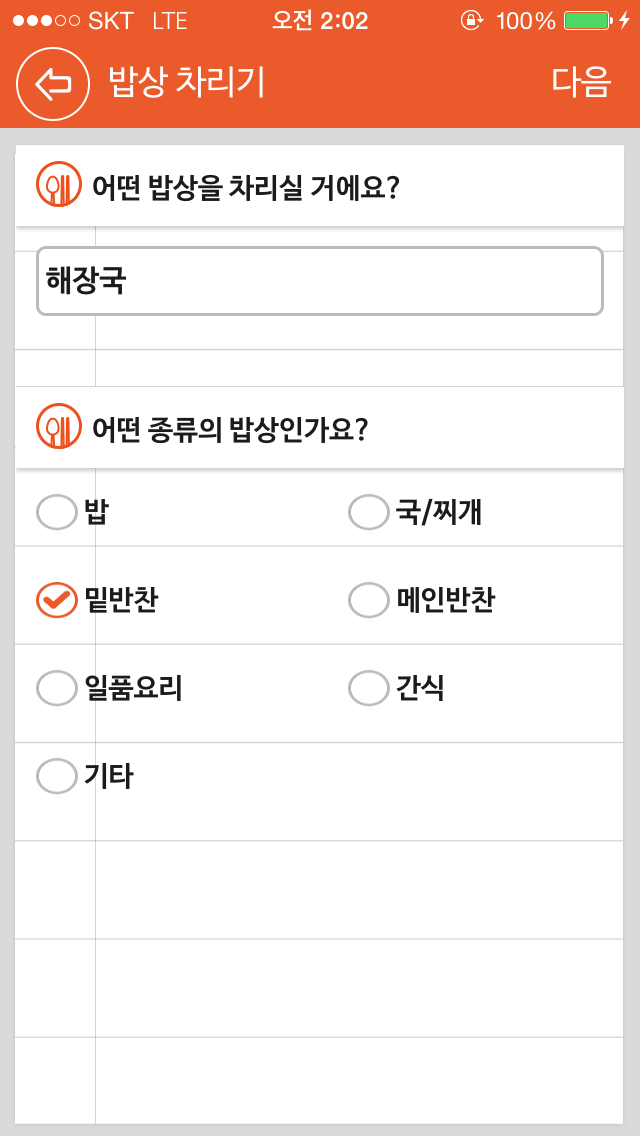 SKT LTE 오전 2:02 100%
밥상 차리기 다음
어떤 밥상을 차리실 거에요?
해장국
어떤 종류의 밥상인가요?
밥 국/찌개
밑반찬 메인반찬
일품요리 간식
기타